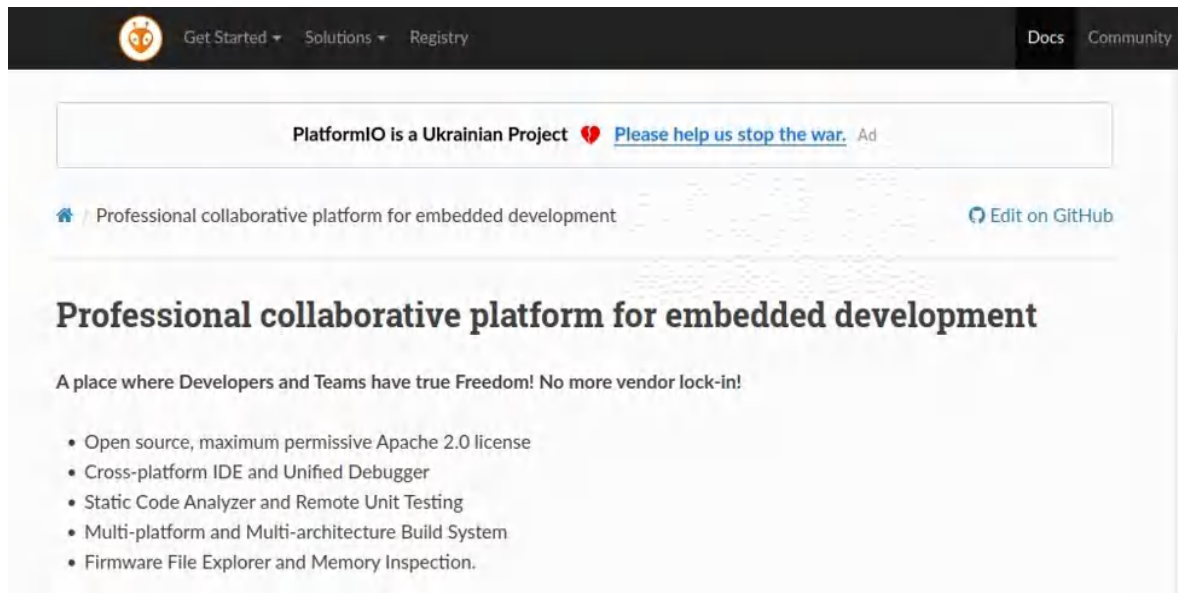 Get Started Solutions Registry Docs Community
PlatformIO is a Ukrainian Project Please help us stop the war. Ad
/ Professional collaborative platform for embedded development Edit on GitHub
Professional collaborative platform for embedded development
A place where Developers and Teams have true Freedom! No more vendor lock-in!
• Open source, maximum permissive Apache 2.0 license
• Cross-platform IDE and Unified Debugger
• Static Code Analyzer and Remote Unit Testing
• Multi-platform and Multi-architecture Build System
• Firmware File Explorer and Memory Inspection.